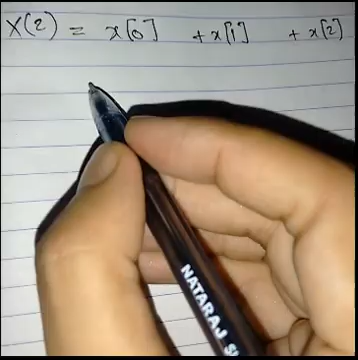 X(2) = x[0] + x[1] + x[2]
NATARAJ